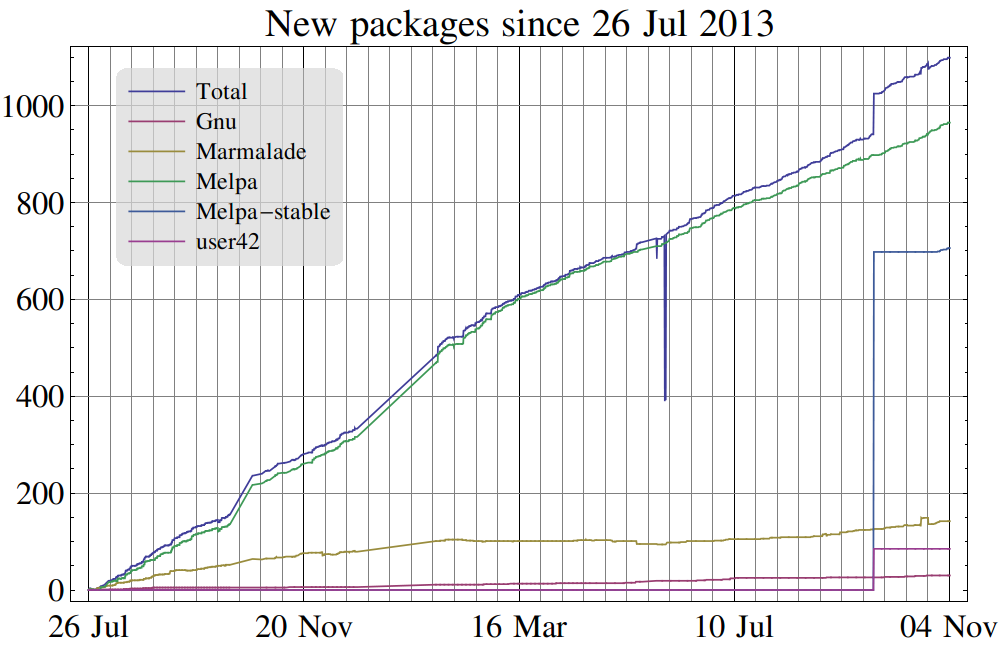 New packages since 26 Jul 2013
Total
Gnu
Marmalade
Melpa
Melpa-stable
user42
1000
800
600
400
200
0
26 Jul
20 Nov
16 Mar
10 Jul
04 Nov